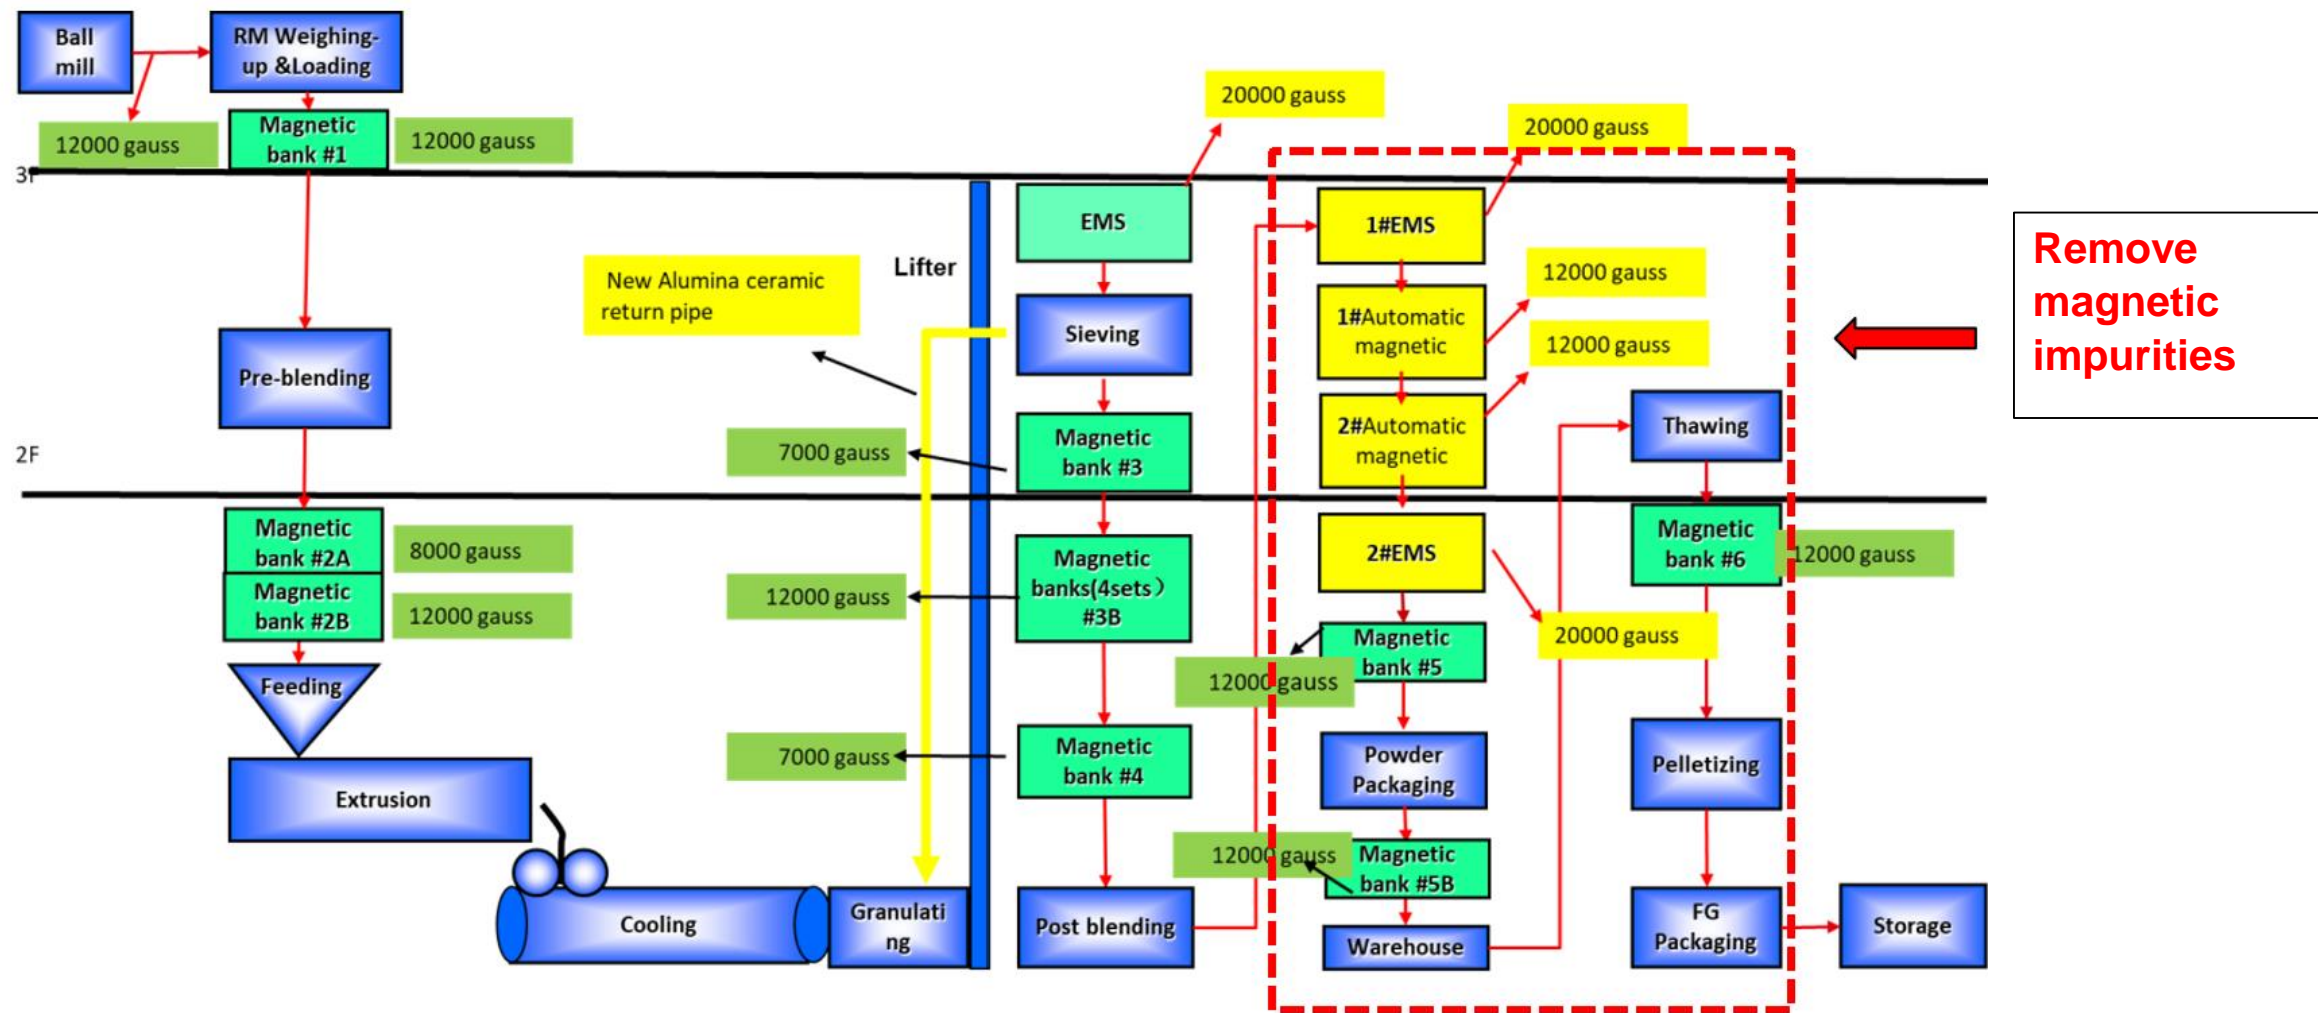 Ball
mill
RM Weighing-
up &Loading
12000 gauss
Magnetic
bank #1
12000 gauss
3F
Pre-blending
2F
Magnetic
bank #2A
8000 gauss
Magnetic
bank #2B
12000 gauss
Feeding
Extrusion
Cooling
Granulati
ng
Lifter
New Alumina ceramic
return pipe
20000 gauss
EMS
Sieving
Magnetic
bank #3
7000 gauss
Magnetic
banks(4sets）
#3B
12000 gauss
Magnetic
bank #4
7000 gauss
Post blending
20000 gauss
1#EMS
1#Automatic
magnetic
12000 gauss
2#Automatic
magnetic
12000 gauss
2#EMS
20000 gauss
Magnetic
bank #5
12000 gauss
Powder
Packaging
Magnetic
bank #5B
12000 gauss
Warehouse
Thawing
Magnetic
bank #6
12000 gauss
Pelletizing
FG
Packaging
Storage
Remove
magnetic
impurities